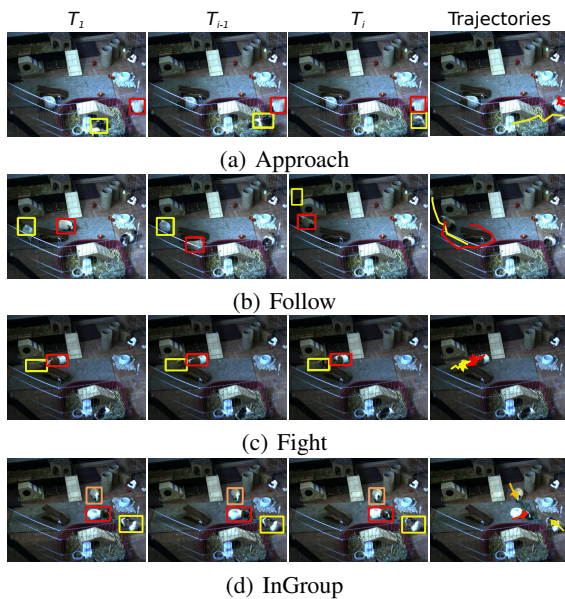 T1 Ti-1 Ti Trajectories
(a) Approach
(b) Follow
(c) Fight
(d) InGroup